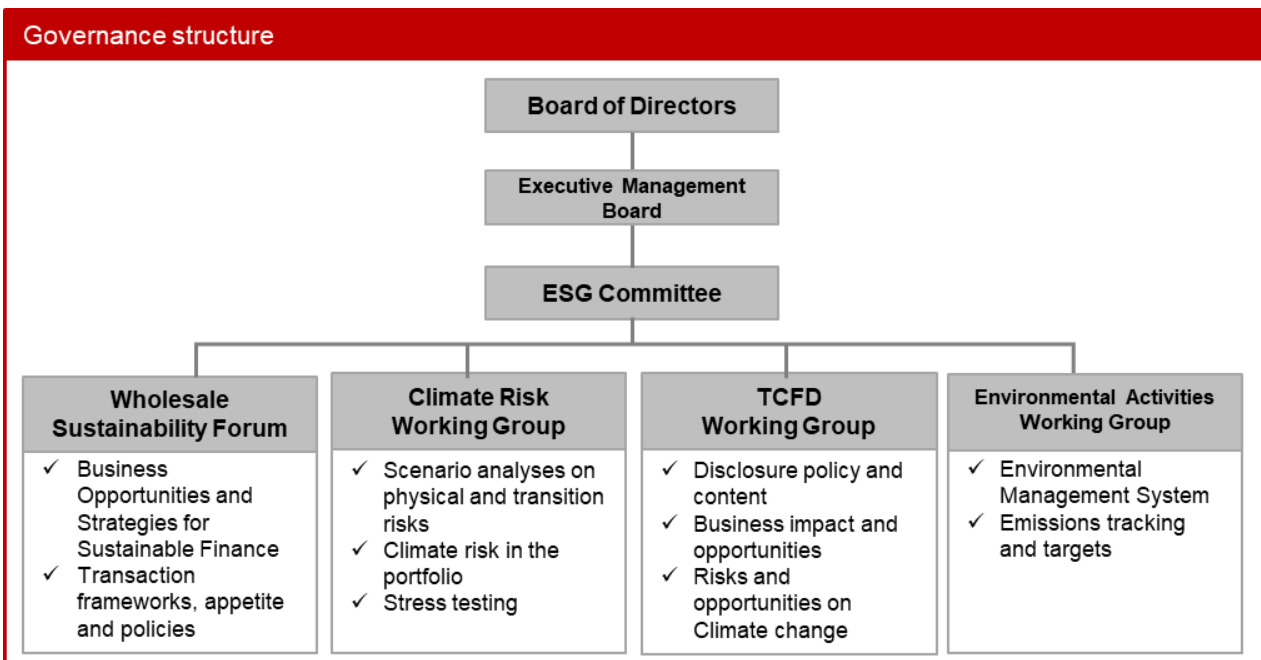 Governance structure
Board of Directors
Executive Management
Board
ESG Committee
Wholesale
Sustainability Forum
✓ Business
Opportunities and
Strategies for
Sustainable Finance
✓ Transaction
frameworks, appetite
and policies
Climate Risk
Working Group
✓ Scenario analyses on
physical and transition
risks
✓ Climate risk in the
portfolio
✓ Stress testing
TCFD
Working Group
✓ Disclosure policy and
content
✓ Business impact and
opportunities
✓ Risks and
opportunities on
Climate change
Environmental Activities
Working Group
✓ Environmental
Management System
✓ Emissions tracking
and targets